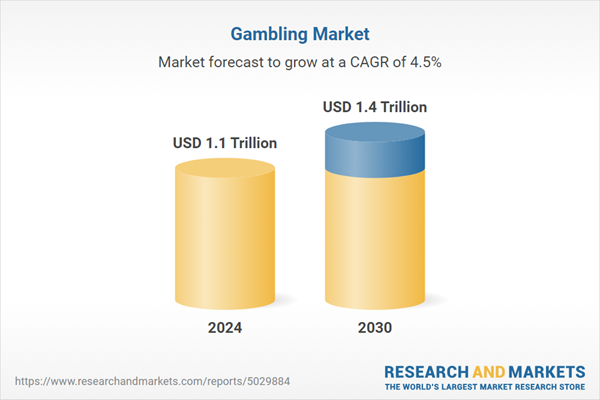 Gambling Market
Market forecast to grow at a CAGR of 4.5%
USD 1.4 Trillion
USD 1.1 Trillion
2024
2030
https://www.researchandmarkets.com/reports/5029884
RESEARCH AND MARKETS
THE WORLD'S LARGEST MARKET RESEARCH STORE